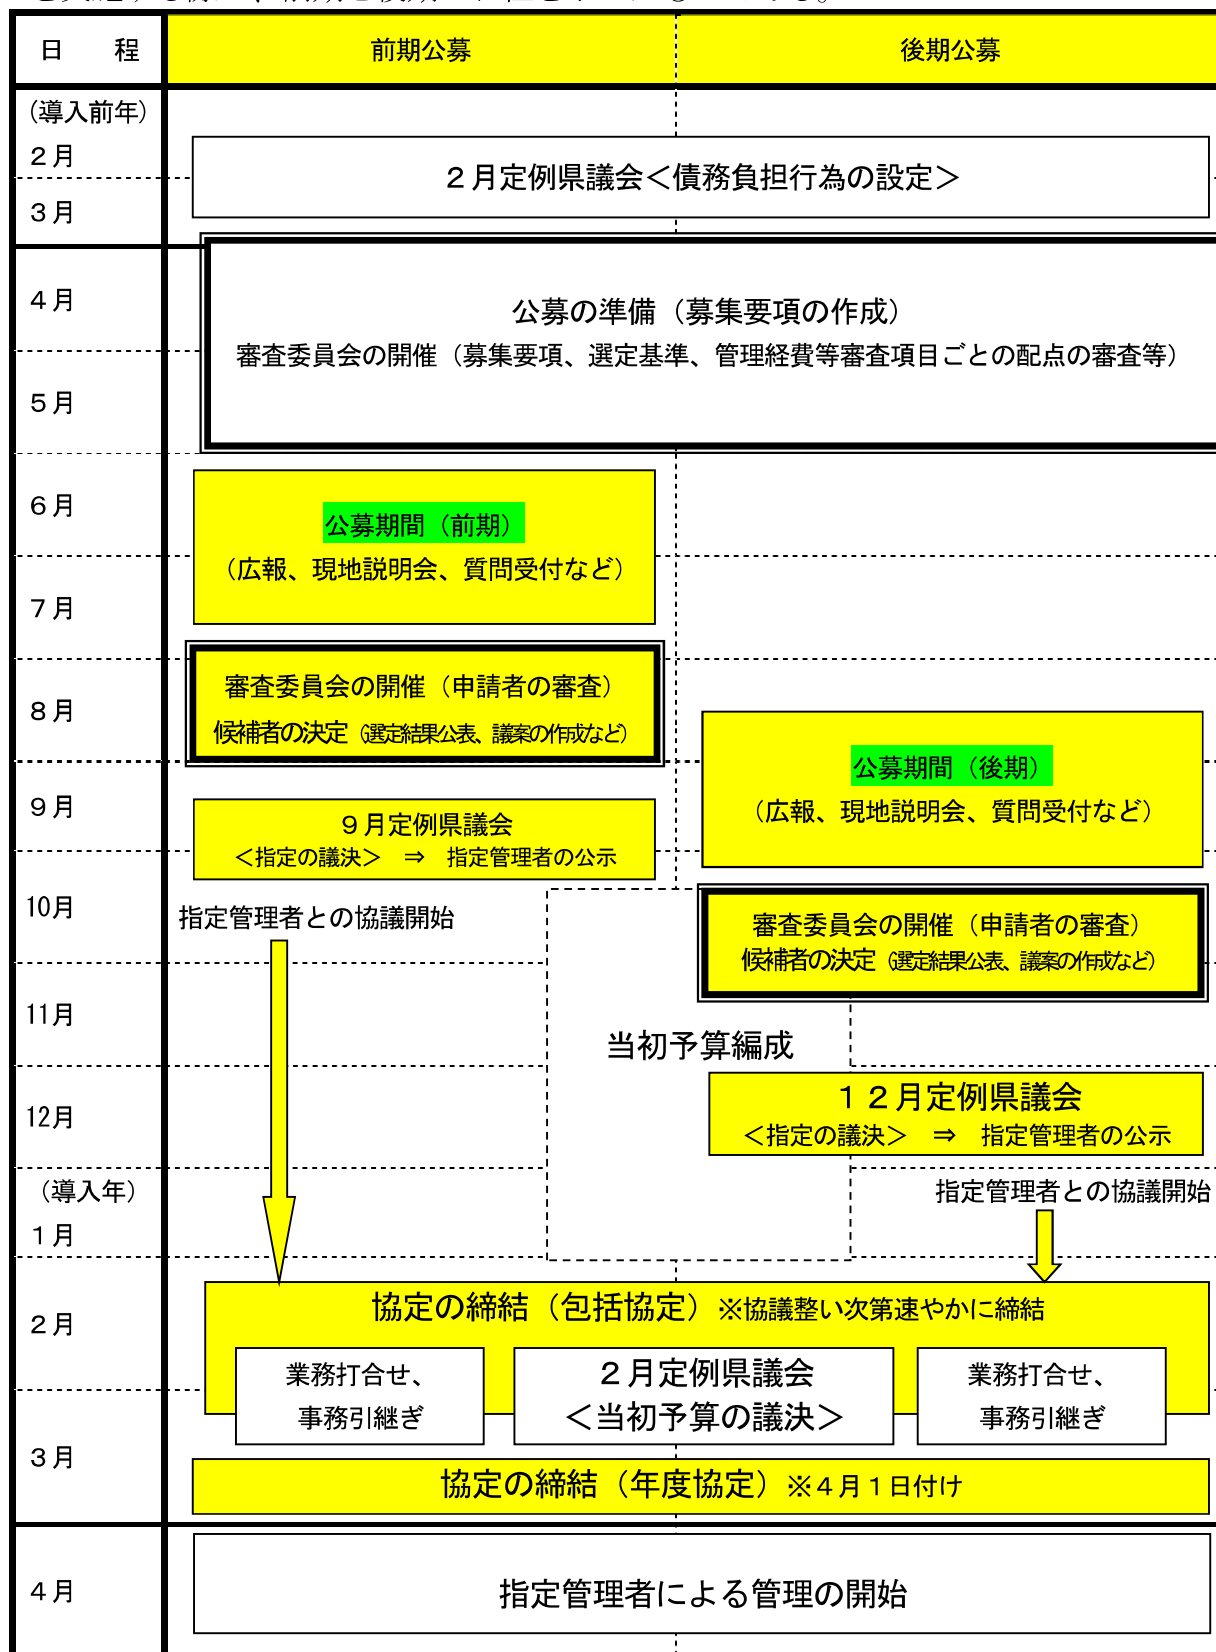 日　　程
前期公募
後期公募
（導入前年）
２月
３月
２月定例県議会＜債務負担行為の設定＞
４月
５月
公募の準備（募集要項の作成）
審査委員会の開催（募集要項、選定基準、管理経費等審査項目ごとの配点の審査等）
６月
７月
公募期間（前期）
（広報、現地説明会、質問受付など）
８月
審査委員会の開催（申請者の審査）
候補者の決定（選定結果公表、議案の作成など）
公募期間（後期）
（広報、現地説明会、質問受付など）
９月
９月定例県議会
＜指定の議決＞　⇒　指定管理者の公示
10月
指定管理者との協議開始
審査委員会の開催（申請者の審査）
候補者の決定（選定結果公表、議案の作成など）
11月
当初予算編成
12月
１２月定例県議会
＜指定の議決＞　⇒　指定管理者の公示
（導入年）
１月
指定管理者との協議開始
２月
協定の締結（包括協定）※協議整い次第速やかに締結
業務打合せ、
事務引継ぎ
２月定例県議会
＜当初予算の議決＞
業務打合せ、
事務引継ぎ
３月
協定の締結（年度協定）※４月１日付け
４月
指定管理者による管理の開始